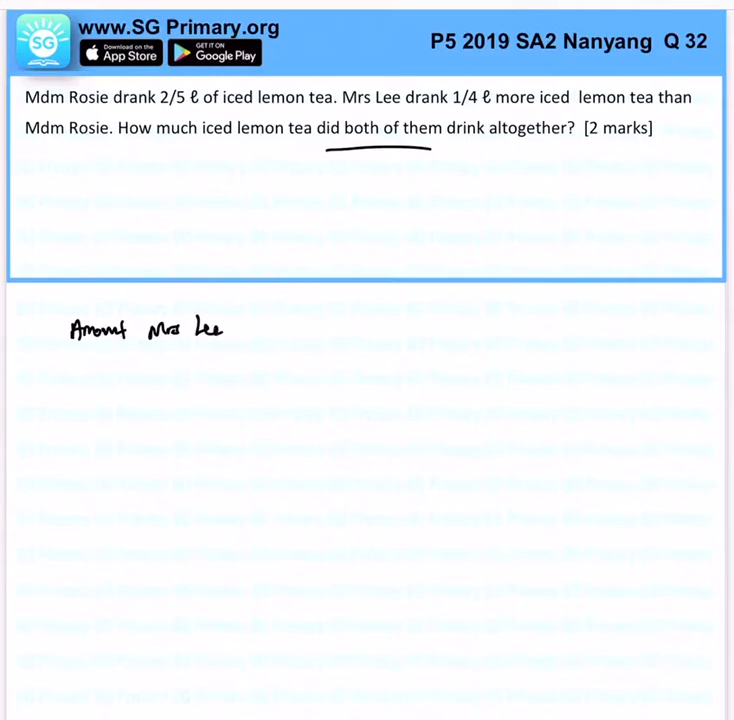 www.SG Primary.org
SG
Download on the
App Store
GET IT ON
Google Play
P5 2019 SA2 Nanyang Q 32
Mdm Rosie drank 2/5 ℓ of iced lemon tea. Mrs Lee drank 1/4 ℓ more iced lemon tea than
Mdm Rosie. How much iced lemon tea did both of them drink altogether? [2 marks]
Amount Mrs Lee